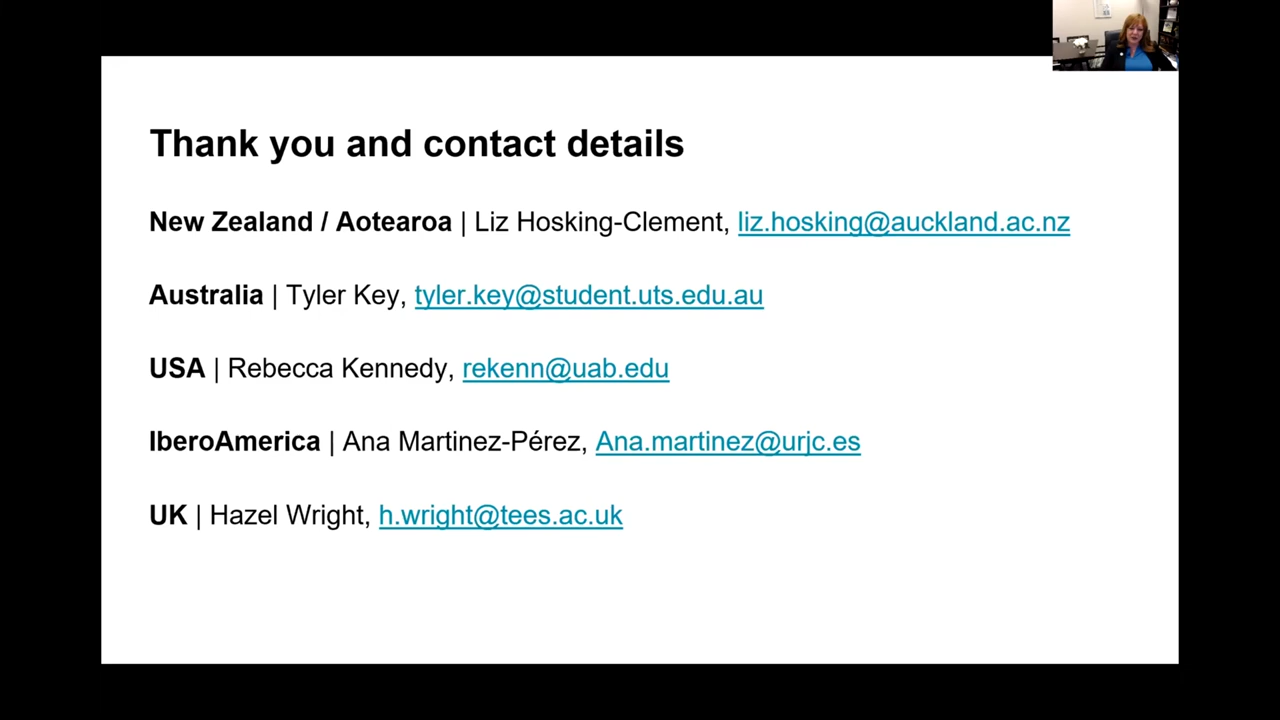 Thank you and contact details
New Zealand / Aotearoa | Liz Hosking-Clement, liz.hosking@auckland.ac.nz
Australia | Tyler Key, tyler.key@student.uts.edu.au
USA | Rebecca Kennedy, rekenn@uab.edu
IberoAmerica | Ana Martinez-Pérez, Ana.martinez@urjc.es
UK | Hazel Wright, h.wright@tees.ac.uk